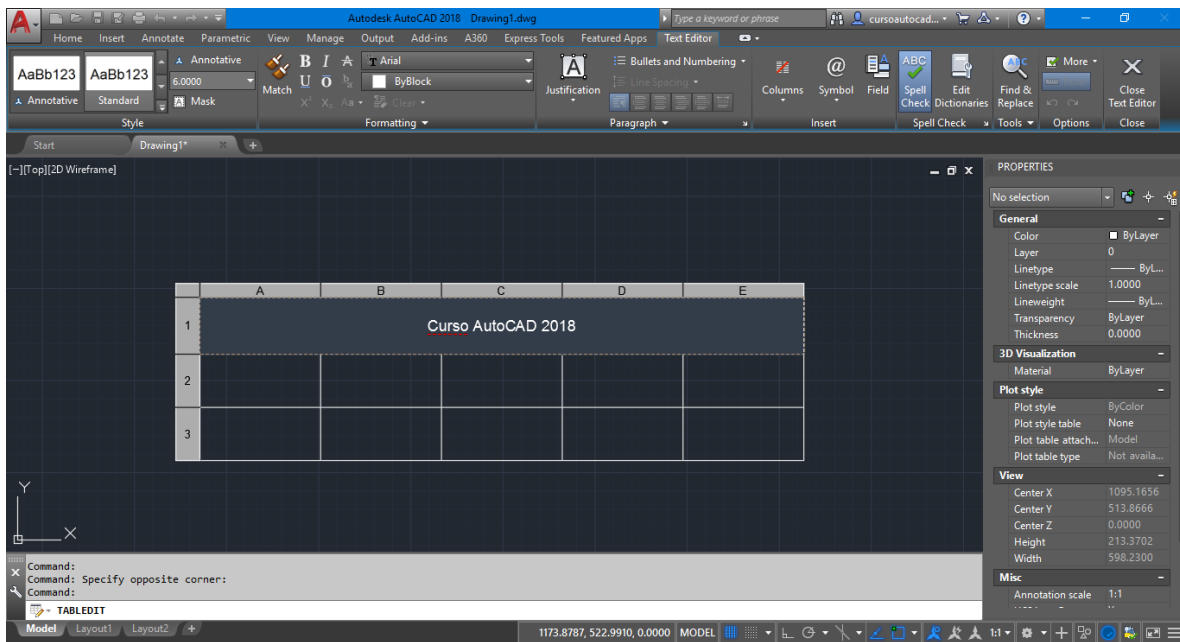 Autodesk AutoCAD 2018 Drawing1.dwg
Type a keyword or phrase
cursoautocad...
Home Insert Annotate Parametric View Manage Output Add-ins A360 Express Tools Featured Apps Text Editor
AaBb123 AaBb123
Annotative Standard
Annotative
6.0000
Mask
Match
B I A
U O
Arial
ByBlock
Aa Clear
Justification
Bullets and Numbering
Line Spacing
Columns
@ Symbol
Field
ABC Spell Check
Edit Dictionaries
Find & Replace
More
Close Text Editor
Style Formatting Paragraph Insert Spell Check Tools Options Close
Start Drawing1* +
[−][Top][2D Wireframe]
A B C D E
1 Curso AutoCAD 2018
2
3
Y
X
PROPERTIES
No selection
General
Color ByLayer
Layer 0
Linetype ByL...
Linetype scale 1.0000
Lineweight ByL...
Transparency ByLayer
Thickness 0.0000
3D Visualization
Material ByLayer
Plot style
Plot style ByColor
Plot style table None
Plot table attach... Model
Plot table type Not availa...
View
Center X 1095.1656
Center Y 513.8666
Center Z 0.0000
Height 213.3702
Width 598.2300
Misc
Annotation scale 1:1
Command:
Command: Specify opposite corner:
Command:
TABLEDIT
Model Layout1 Layout2 +
1173.8787, 522.9910, 0.0000 MODEL 1:1